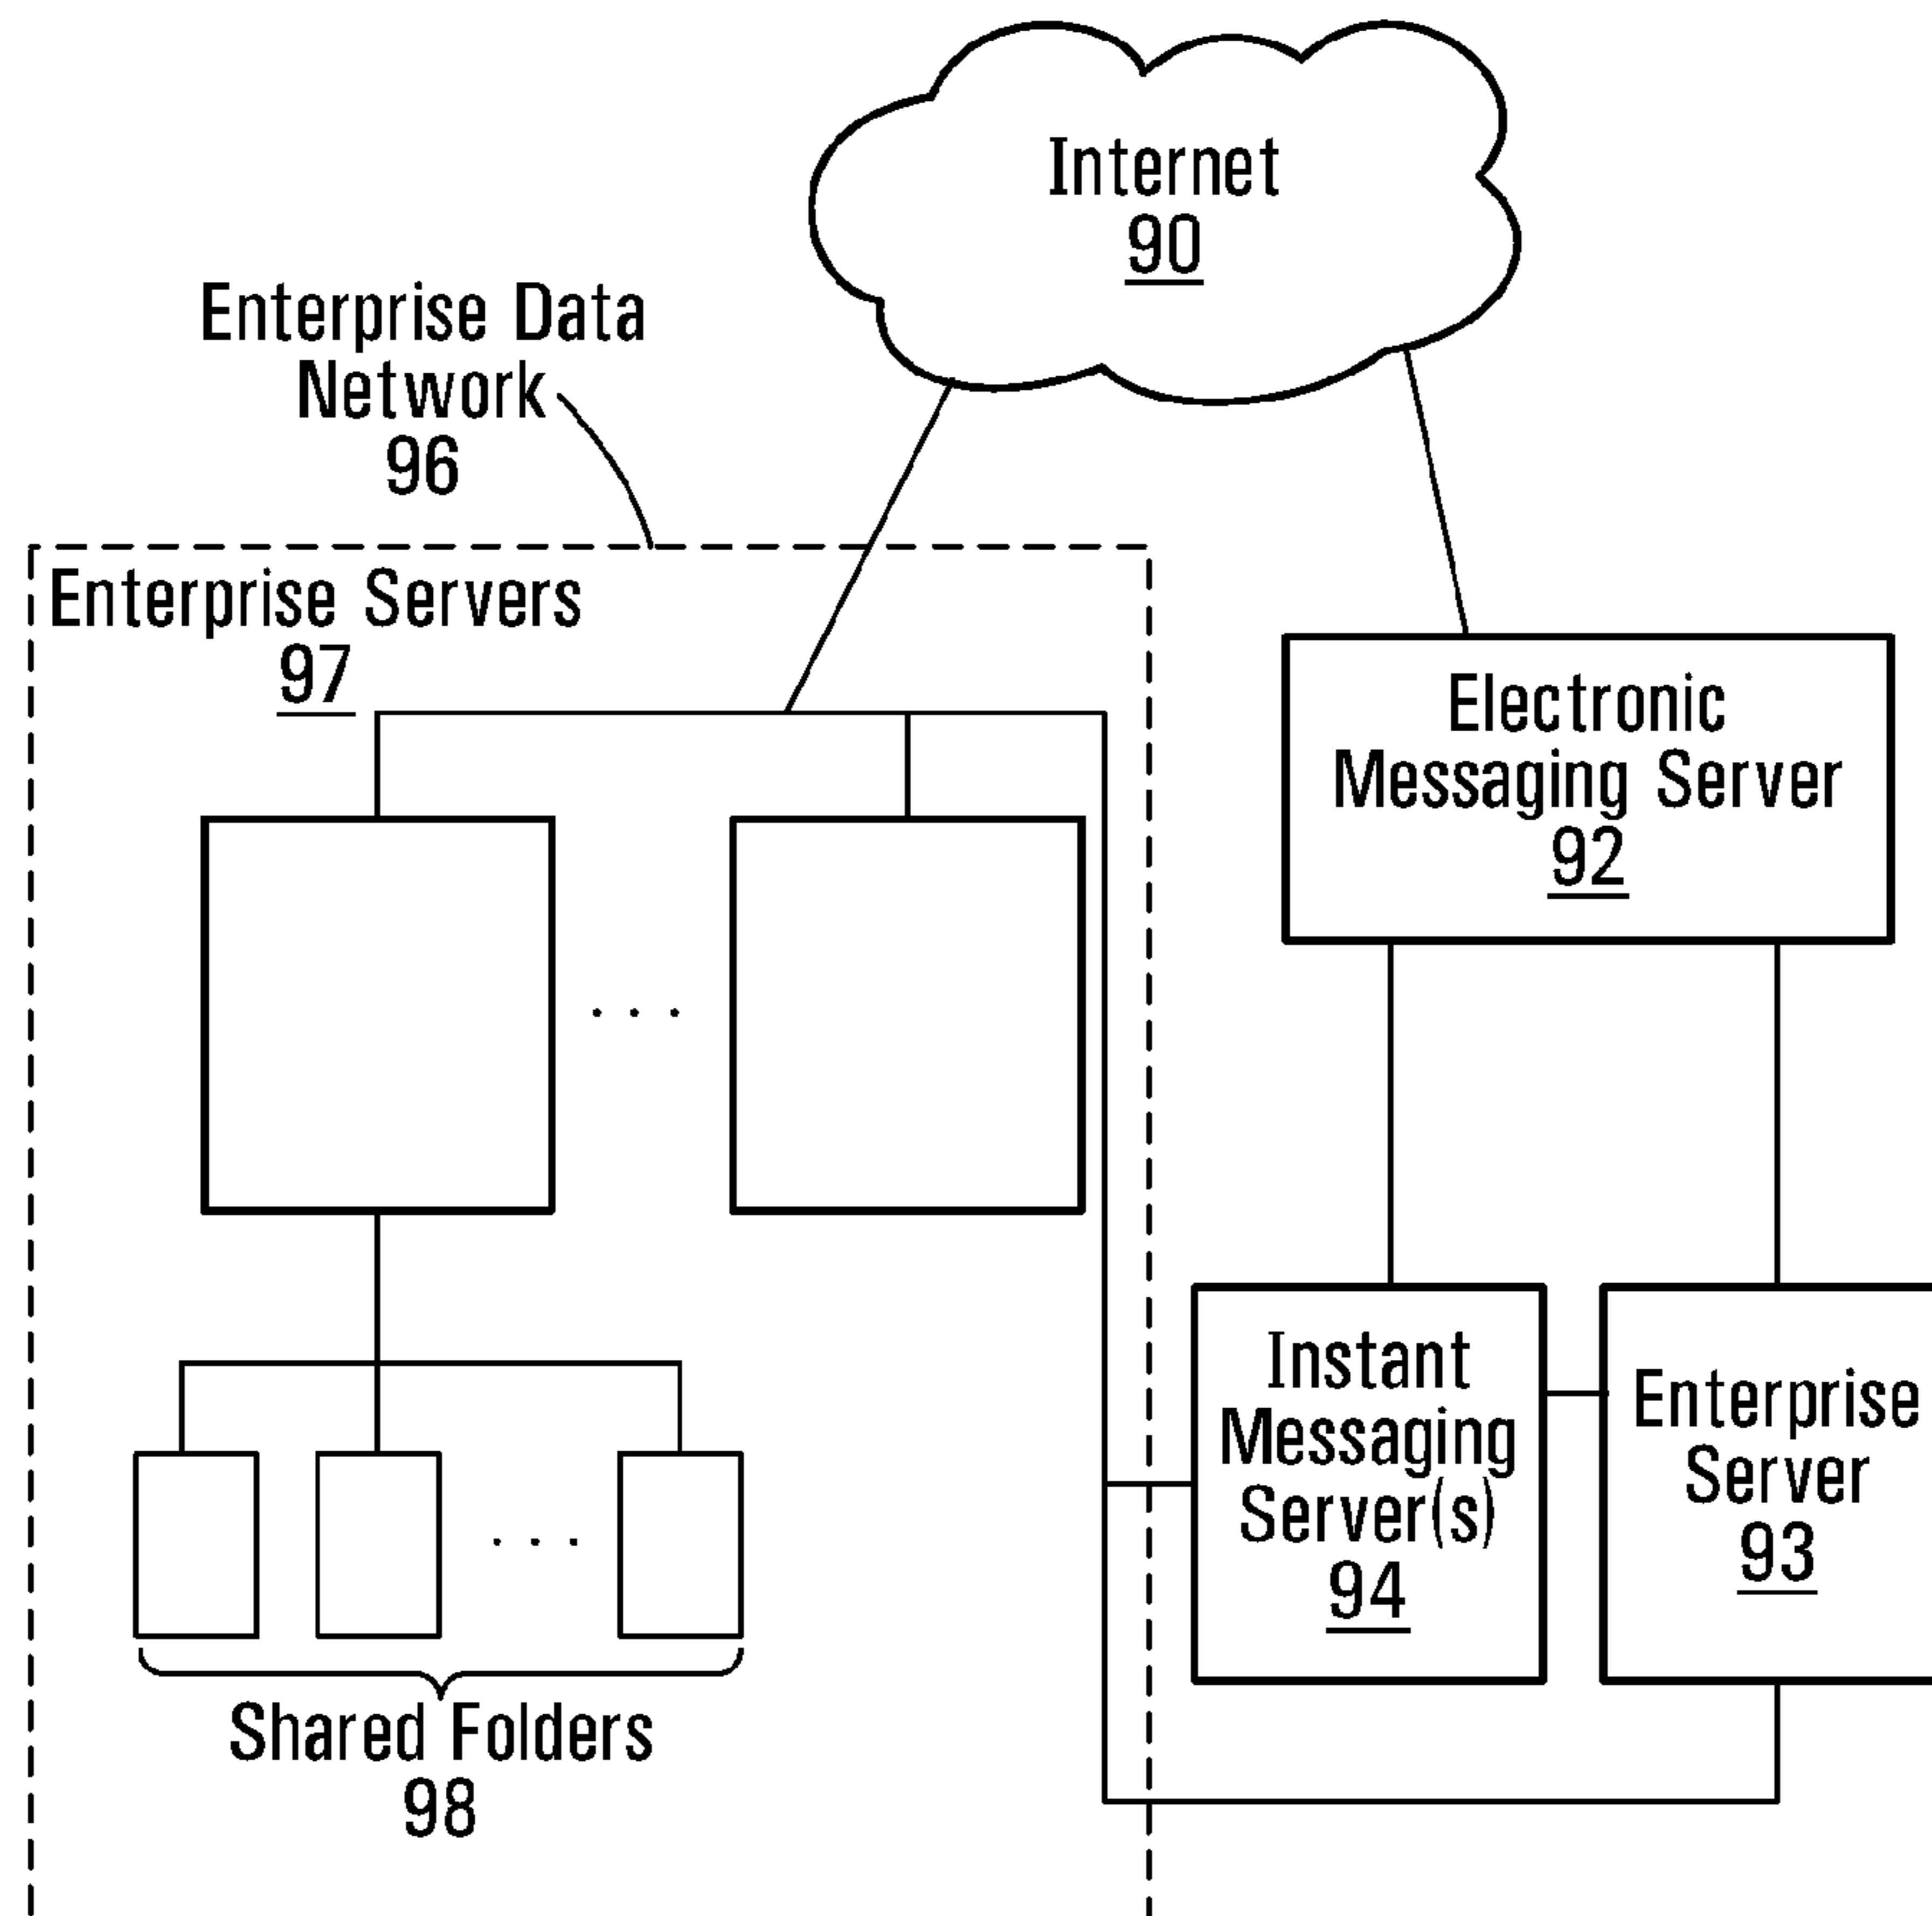 Internet
90
Enterprise Data
Network
96
Enterprise Servers
97
Electronic
Messaging Server
92
Instant
Messaging
Server(s)
94
Enterprise
Server
93
Shared Folders
98